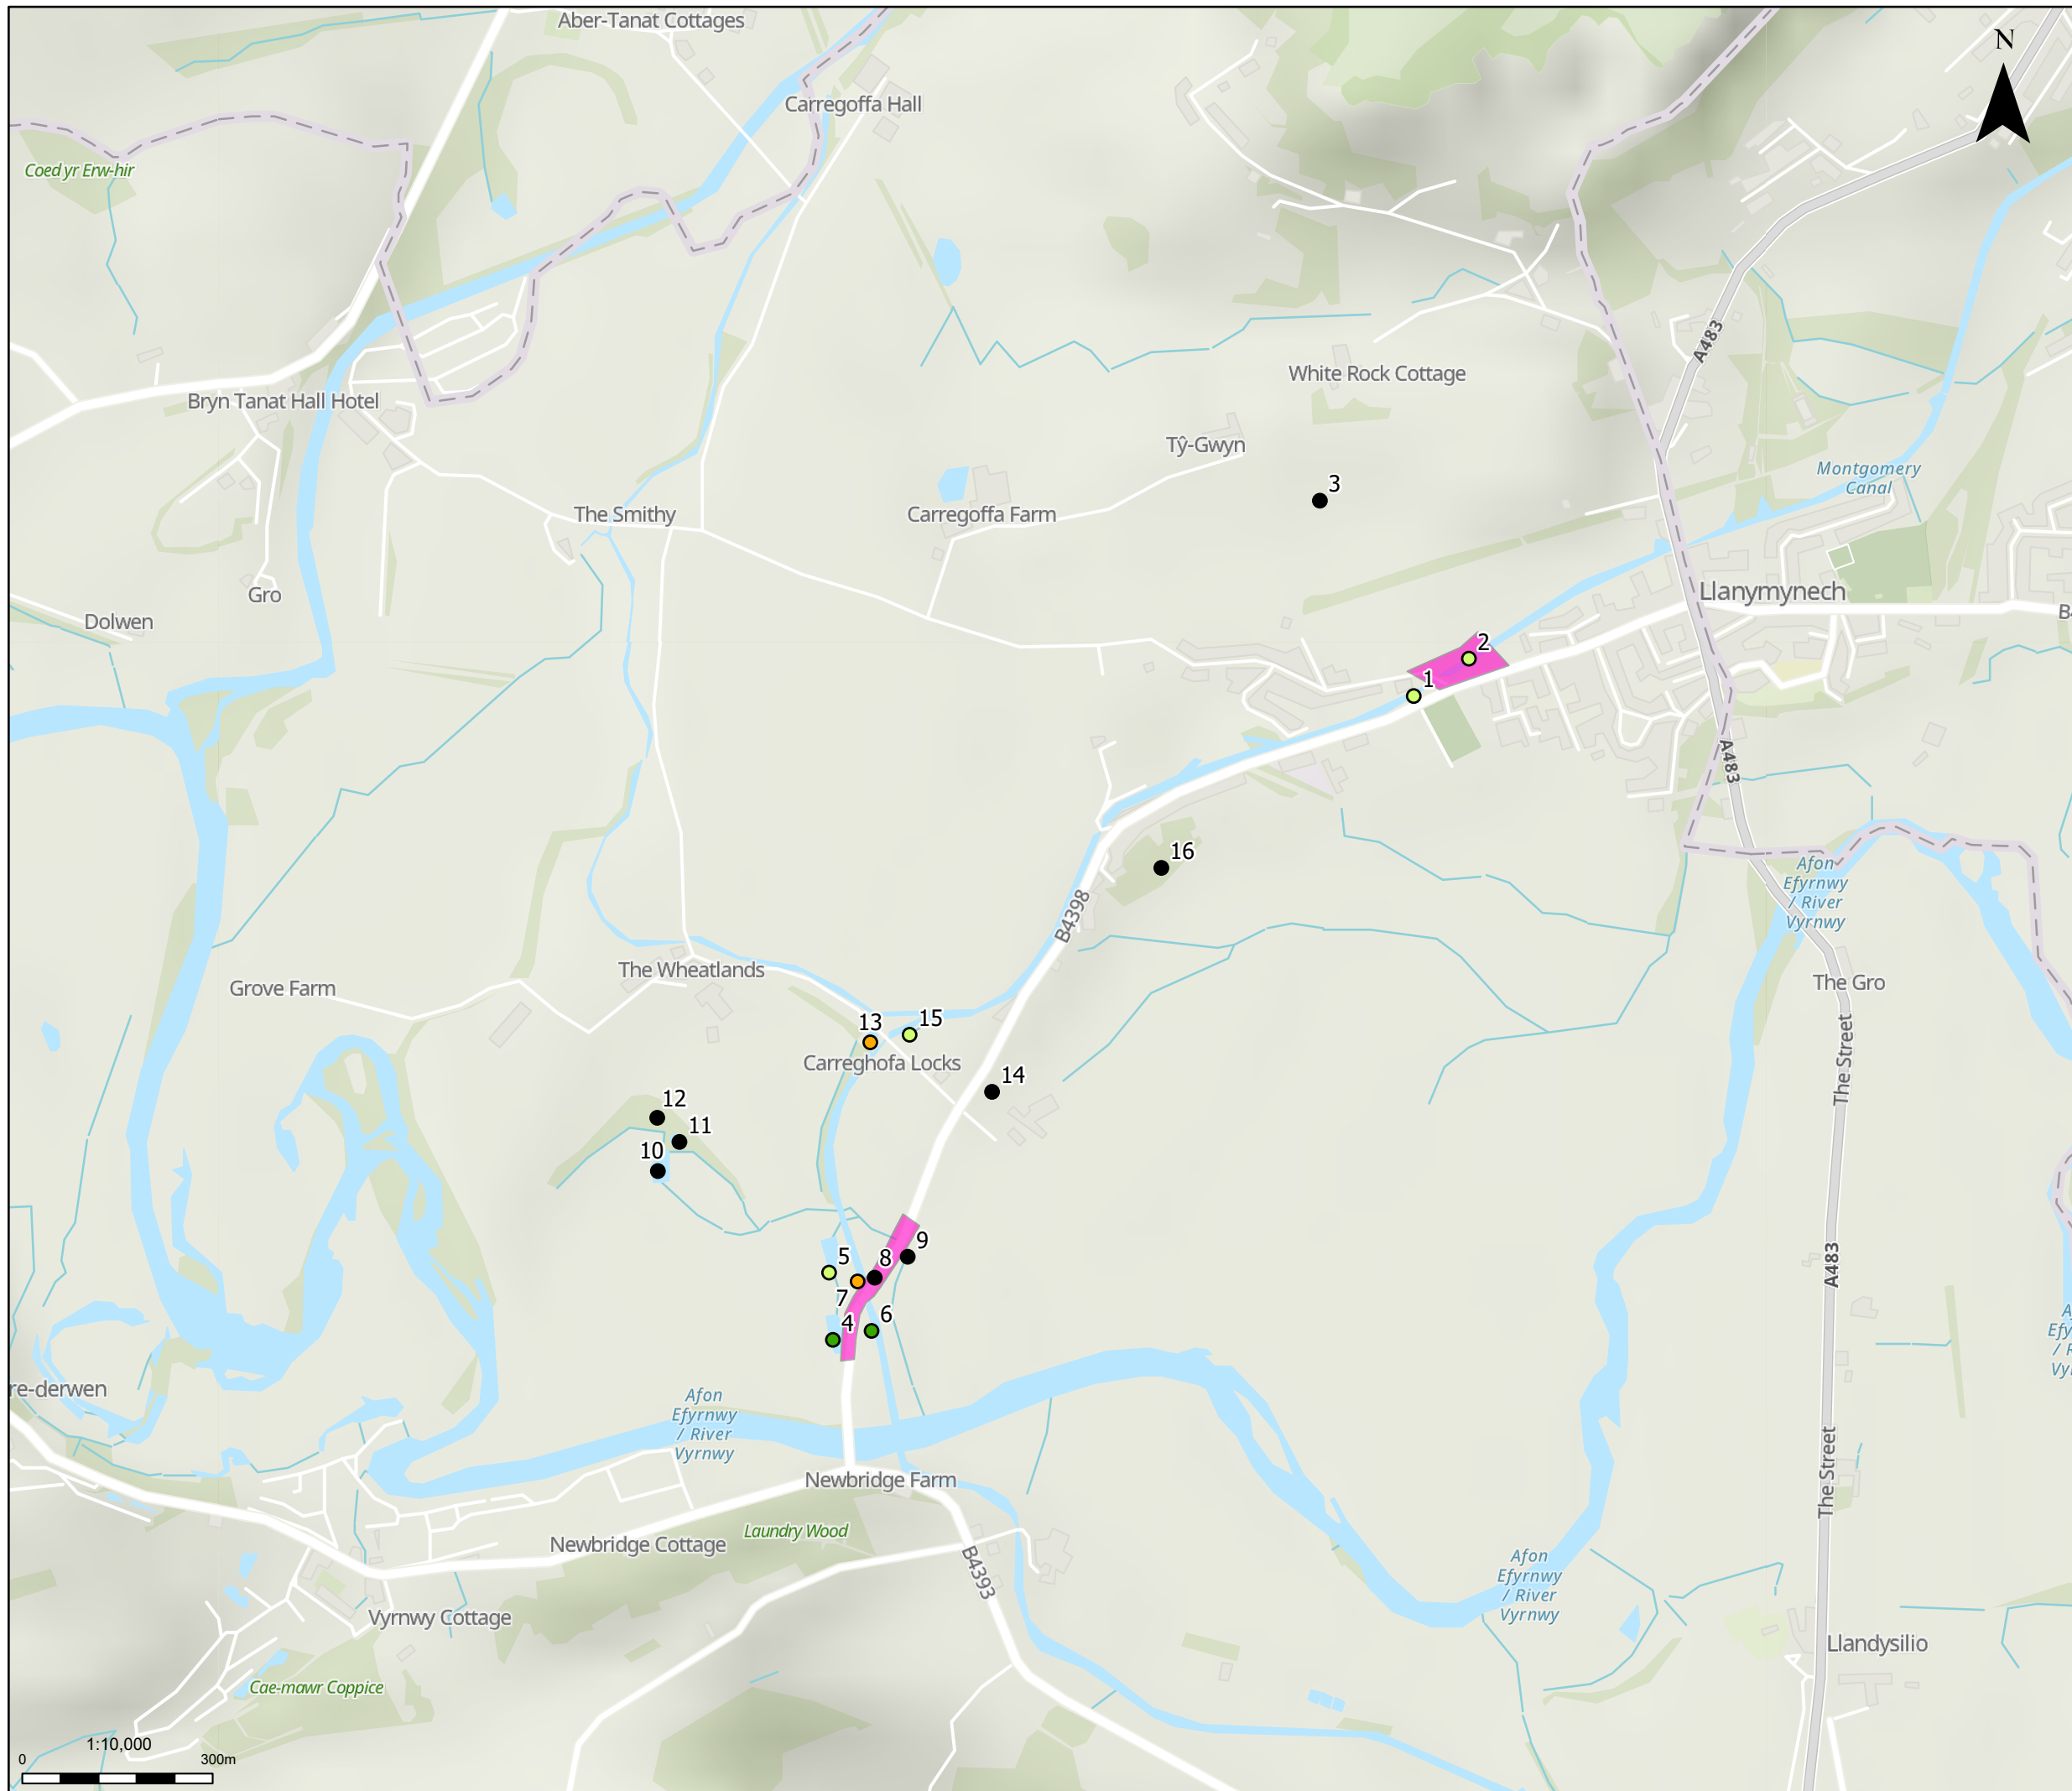 Aber-Tanat Cottages
N
Carregoffa Hall
Coed yr Erw-hir
A483
White Rock Cottage
Bryn Tanat Hall Hotel
Tŷ-Gwyn
Montgomery
Canal
3
The Smithy
Carregoffa Farm
Gro
Llanymynech
Dolwen
B4
2
1
A483
16
Afon
Efyrnwy
/ River
Vyrnwy
B4398
The Wheatlands
Grove Farm
The Gro
13
15
Carreghofa Locks
The Street
14
12
11
10
9
5
8
A483
7
4
6
re-derwen
Afon
Efyrnwy
/ River
Vyrnwy
Newbridge Farm
The Street
Laundry Wood
Newbridge Cottage
B4393
Afon
Efyrnwy
/ River
Vyrnwy
Vyrnwy Cottage
Llandysilio
Cae-mawr Coppice
1:10,000
0
300m